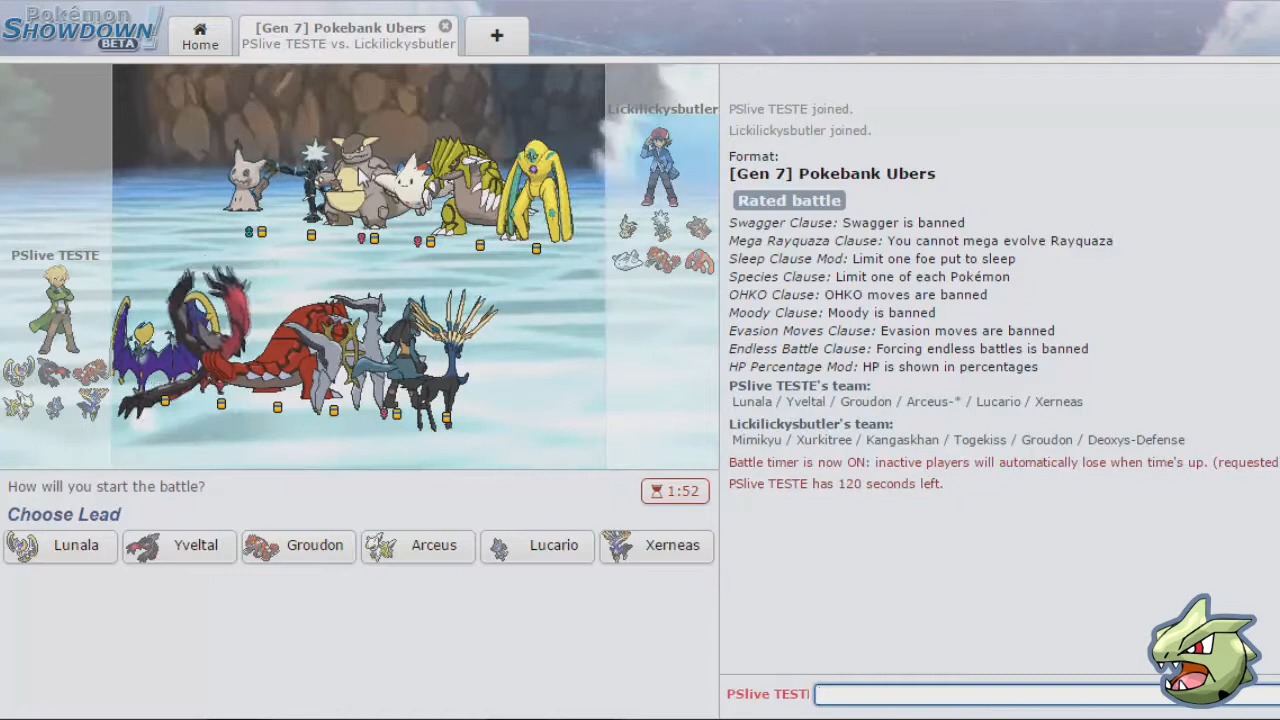 Pokémon
SHOWDOWN!
BETA
Home
[Gen 7] Pokebank Ubers
PSlive TESTE vs. Lickilickysbutler
+
PSlive TESTE
Lickilickysbutler
How will you start the battle?
1:52
Choose Lead
Lunala
Yveltal
Groudon
Arceus
Lucario
Xerneas
PSlive TESTE joined.
Lickilickysbutler joined.
Format:
[Gen 7] Pokebank Ubers
Rated battle
Swagger Clause: Swagger is banned
Mega Rayquaza Clause: You cannot mega evolve Rayquaza
Sleep Clause Mod: Limit one foe put to sleep
Species Clause: Limit one of each Pokémon
OHKO Clause: OHKO moves are banned
Moody Clause: Moody is banned
Evasion Moves Clause: Evasion moves are banned
Endless Battle Clause: Forcing endless battles is banned
HP Percentage Mod: HP is shown in percentages
PSlive TESTE's team:
Lunala / Yveltal / Groudon / Arceus-* / Lucario / Xerneas
Lickilickysbutler's team:
Mimikyu / Xurkitree / Kangaskhan / Togekiss / Groudon / Deoxys-Defense
Battle timer is now ON: inactive players will automatically lose when time's up. (requested
PSlive TESTE has 120 seconds left.
PSlive TEST